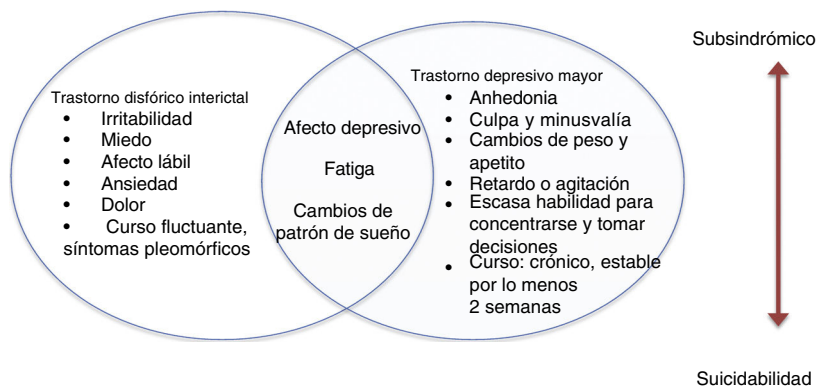 Trastorno disfórico interictal
• Irritabilidad
• Miedo
• Afecto lábil
• Ansiedad
• Dolor
• Curso fluctuante,
síntomas pleomórficos
Afecto depresivo
Fatiga
Cambios de
patrón de sueño
Trastorno depresivo mayor
• Anhedonia
• Culpa y minusvalía
• Cambios de peso y
apetito
• Retardo o agitación
• Escasa habilidad para
concentrarse y tomar
decisiones
• Curso: crónico, estable
por lo menos
2 semanas
Subsindrómico
Suicidabilidad